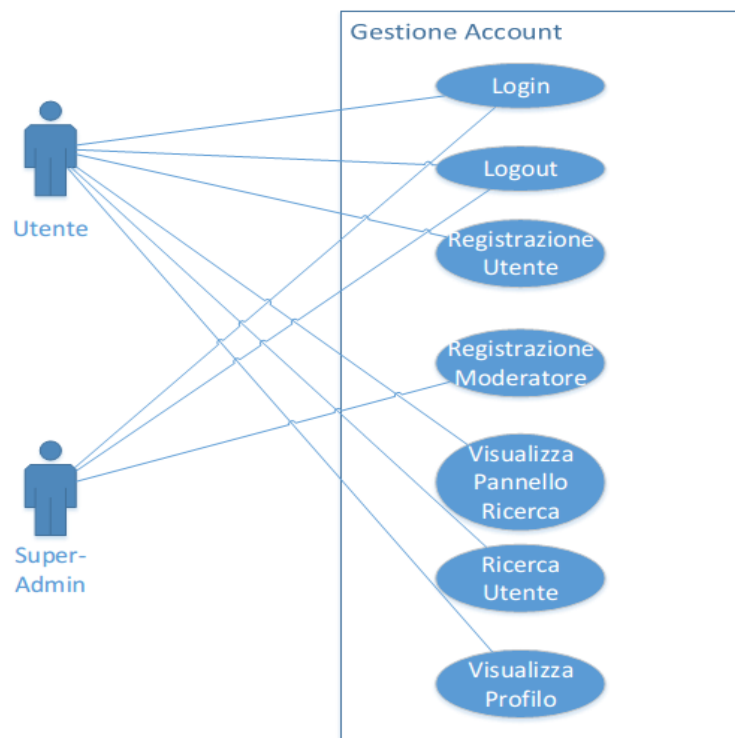 Gestione Account
Login
Logout
Utente
Registrazione
Utente
Registrazione
Moderatore
Visualizza
Pannello
Ricerca
Super-
Admin
Ricerca
Utente
Visualizza
Profilo